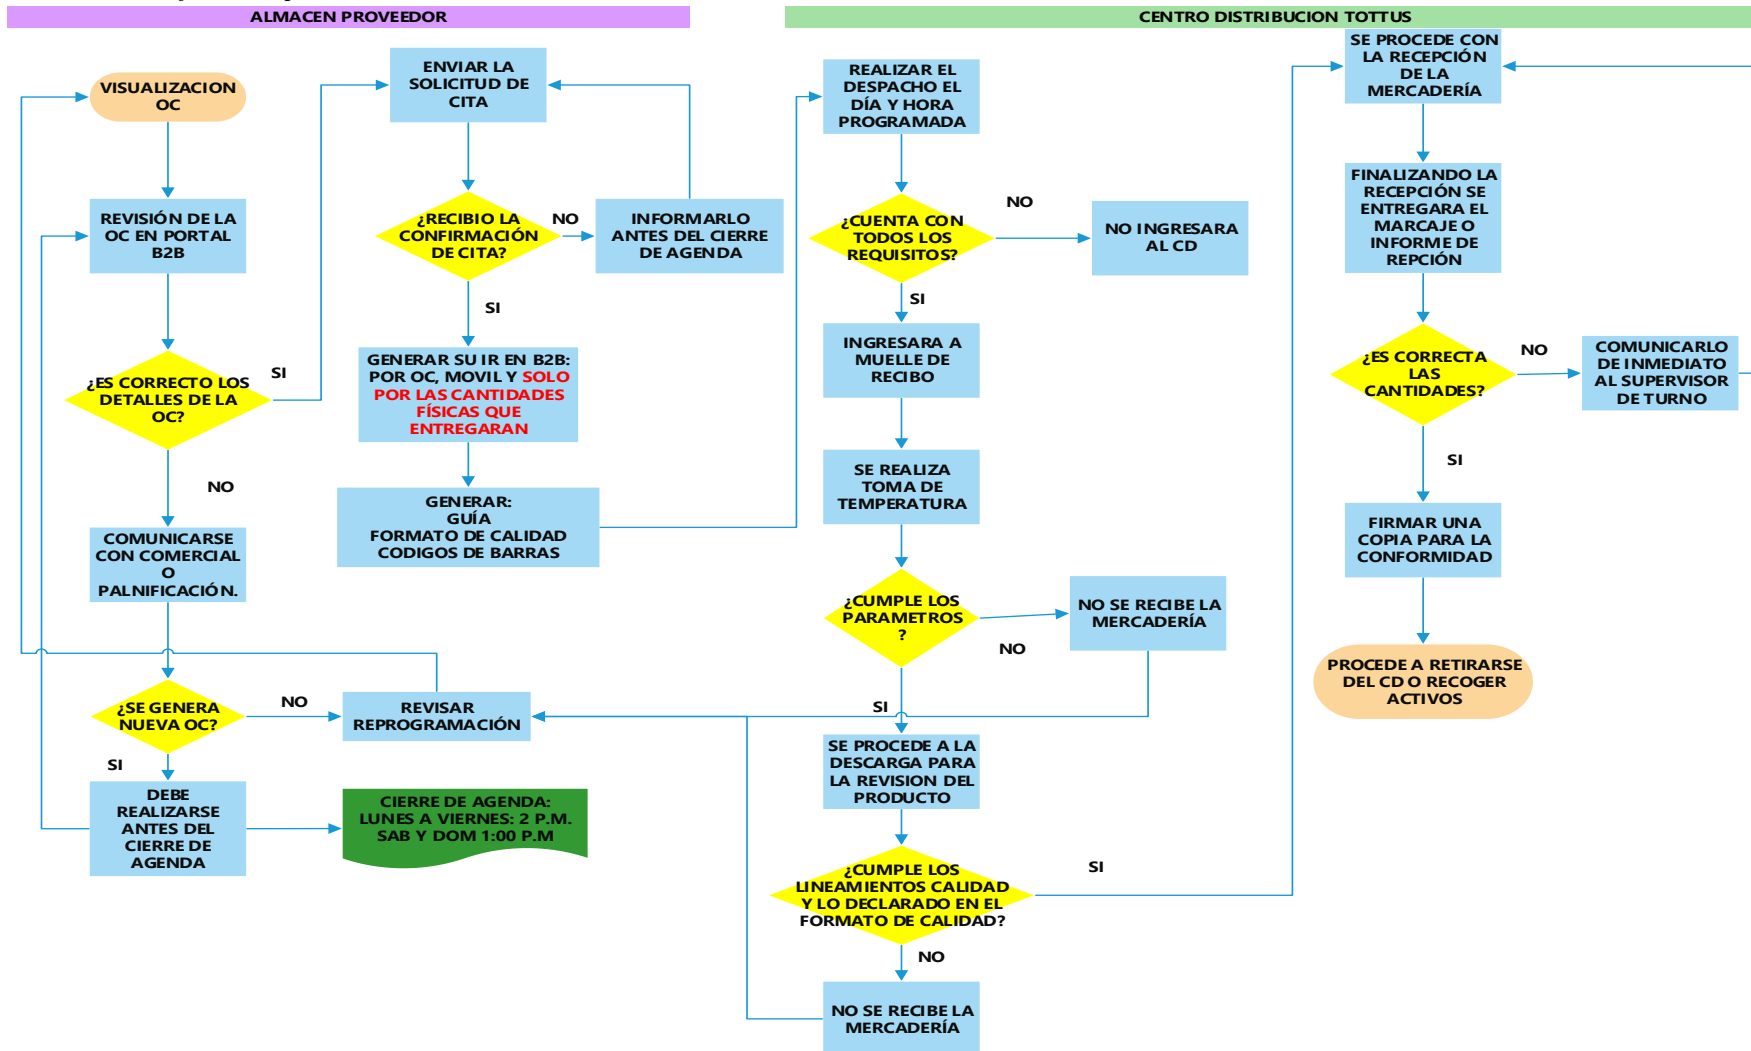 ALMACEN PROVEEDOR
VISUALIZACION
OC
REVISIÓN DE LA
OC EN PORTAL
B2B
¿ES CORRECTO LOS
DETALLES DE LA
OC?
SI
NO
COMUNICARSE
CON COMERCIAL
O
PALNIFICACIÓN.
¿SE GENERA
NUEVA OC?
NO
SI
REVISAR
REPROGRAMACIÓN
DEBE
REALIZARSE
ANTES DEL
CIERRE DE
AGENDA
CIERRE DE AGENDA:
LUNES A VIERNES: 2 P.M.
SAB Y DOM 1:00 P.M
ENVIAR LA
SOLICITUD DE
CITA
¿RECIBIO LA
CONFIRMACIÓN
DE CITA?
NO
INFORMARLO
ANTES DEL CIERRE
DE AGENDA
SI
GENERAR SU IR EN B2B:
POR OC, MOVIL Y SOLO
POR LAS CANTIDADES
FÍSICAS QUE
ENTREGARAN
GENERAR:
GUÍA
FORMATO DE CALIDAD
CODIGOS DE BARRAS
CENTRO DISTRIBUCION TOTTUS
REALIZAR EL
DESPACHO EL
DÍA Y HORA
PROGRAMADA
¿CUENTA CON
TODOS LOS
REQUISITOS?
NO
NO INGRESARA
AL CD
SI
INGRESARA A
MUELLE DE
RECIBO
SE REALIZA
TOMA DE
TEMPERATURA
¿CUMPLE LOS
PARAMETROS
?
NO
NO SE RECIBE LA
MERCADERÍA
SI
SE PROCEDE A LA
DESCARGA PARA
LA REVISION DEL
PRODUCTO
¿CUMPLE LOS
LINEAMIENTOS CALIDAD
Y LO DECLARADO EN EL
FORMATO DE CALIDAD?
SI
NO
NO SE RECIBE LA
MERCADERÍA
SE PROCEDE CON
LA RECEPCIÓN
DE LA
MERCADERÍA
FINALIZANDO LA
RECEPCIÓN SE
ENTREGARA EL
MARCAJE O
INFORME DE
REPCIÓN
¿ES CORRECTA
LAS
CANTIDADES?
NO
COMUNICARLO
DE INMEDIATO
AL SUPERVISOR
DE TURNO
SI
FIRMAR UNA
COPIA PARA LA
CONFORMIDAD
PROCEDE A RETIRARSE
DEL CD O RECOGER
ACTIVOS